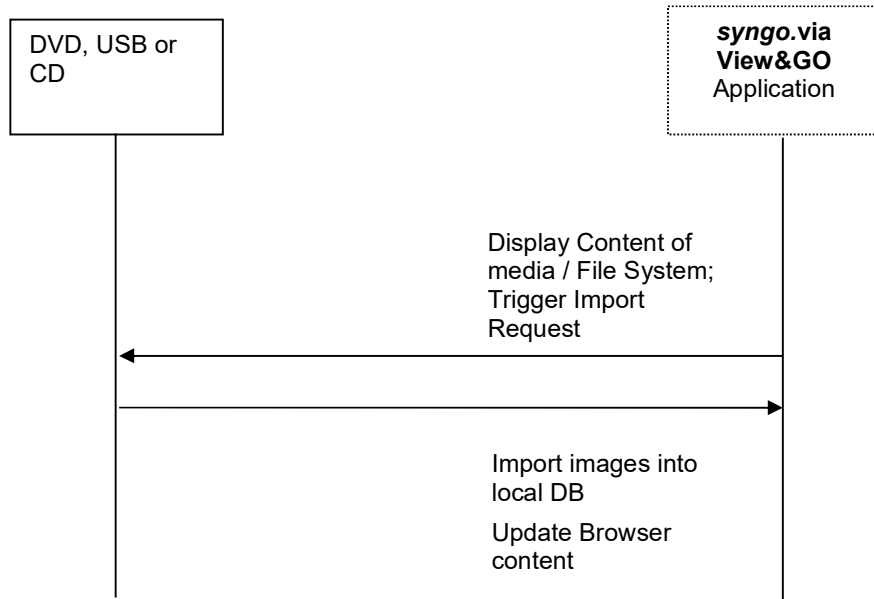 DVD, USB or
CD
syngo.via
View&GO
Application
Display Content of
media / File System;
Trigger Import
Request
Import images into
local DB
Update Browser
content